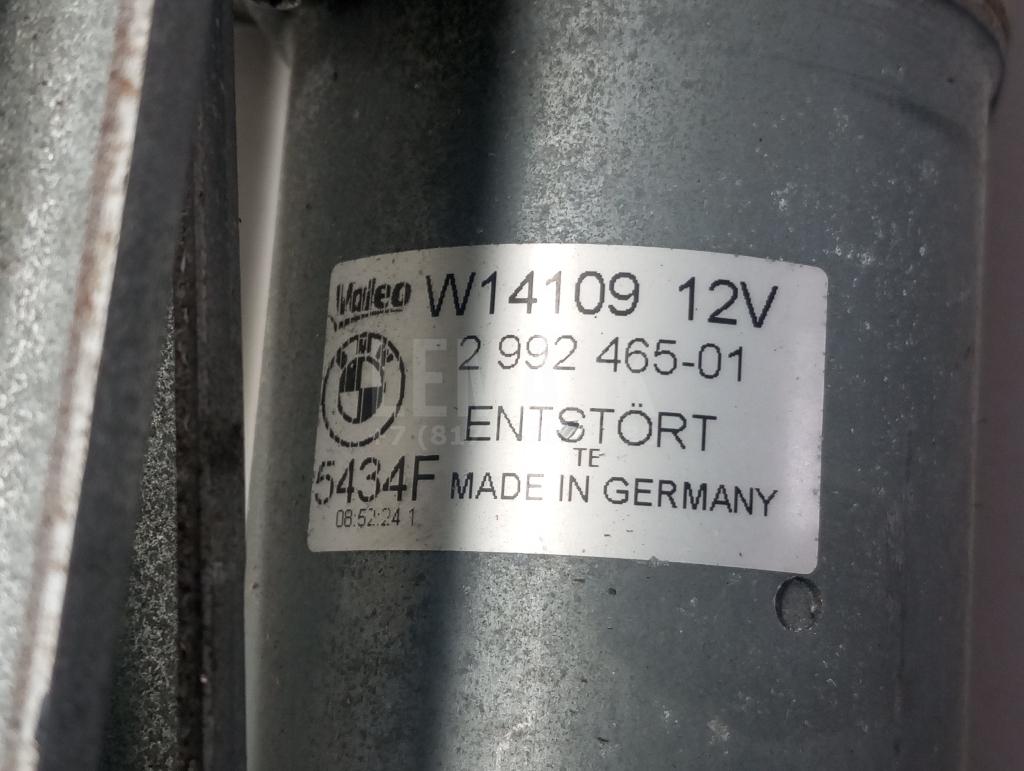 Valeo W14109 12V
2 992 465-01
ENTSTÖRT
TE
5434F MADE IN GERMANY
08:52:24 1